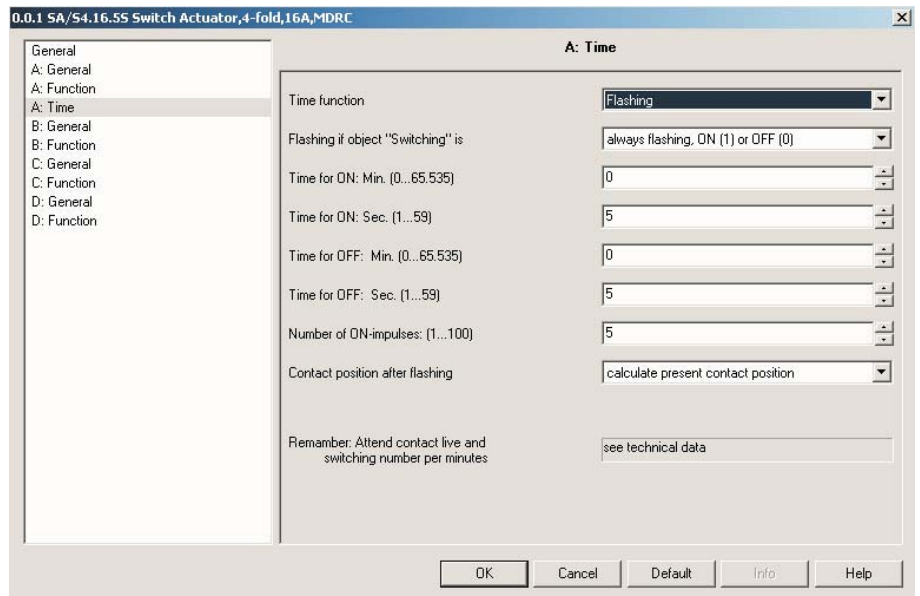 0.0.1 SA/S4.16.5S Switch Actuator,4-fold,16A,MDRC
General
A: General
A: Function
A: Time
B: General
B: Function
C: General
C: Function
D: General
D: Function
A: Time
Time function
Flashing
Flashing if object "Switching" is
always flashing, ON (1) or OFF (0)
Time for ON: Min. (0...65.535)
0
Time for ON: Sec. (1...59)
5
Time for OFF: Min. (0...65.535)
0
Time for OFF: Sec. (1...59)
5
Number of ON-impulses: (1...100)
5
Contact position after flashing
calculate present contact position
Remamber: Attend contact live and
switching number per minutes
see technical data
OK
Cancel
Default
Info
Help